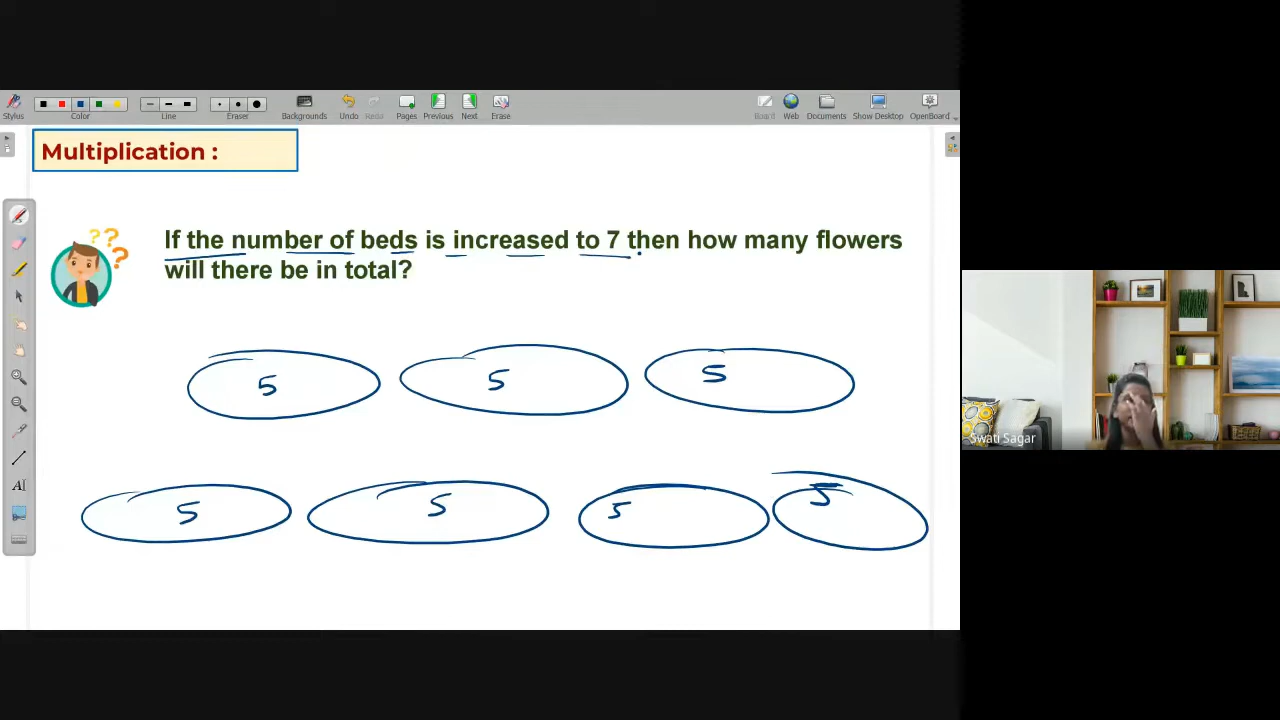 Stylus Color Line Eraser Backgrounds Undo Redo Pages Previous Next Erase Board Web Documents Show Desktop OpenBoard
Multiplication :
If the number of beds is increased to 7 then how many flowers
will there be in total?
5 5 5
5 5 5 5
AI
Swati Sagar